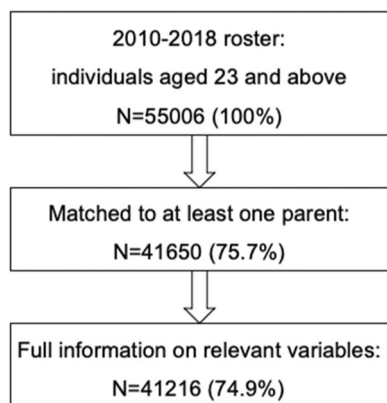 2010-2018 roster:
individuals aged 23 and above
N=55006 (100%)
Matched to at least one parent:
N=41650 (75.7%)
Full information on relevant variables:
N=41216 (74.9%)